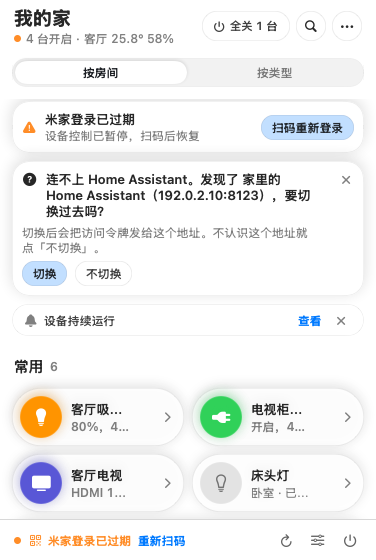 我的家
4 台开启 · 客厅 25.8° 58%
全关 1 台
按房间
按类型
米家登录已过期
设备控制已暂停，扫码后恢复
扫码重新登录
连不上 Home Assistant。发现了 家里的
Home Assistant（192.0.2.10:8123），要切
换过去吗？
切换后会把访问令牌发给这个地址。不认识这个地址就
点「不切换」。
切换
不切换
设备持续运行
查看
常用 6
客厅吸...
80%，4...
电视柜...
开启，4...
客厅电视
HDMI 1...
床头灯
卧室 · 已...
米家登录已过期 重新扫码